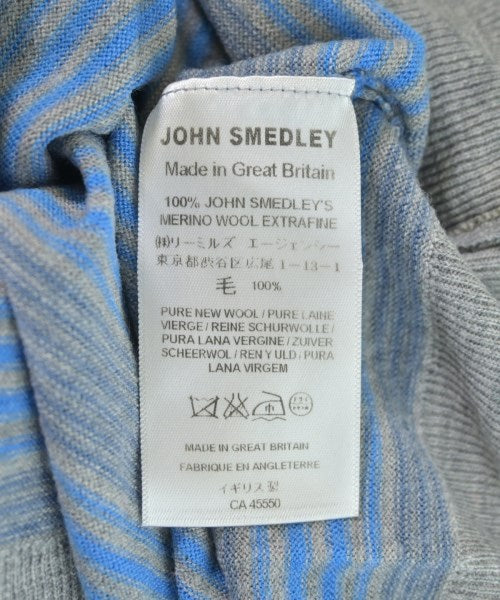 JOHN SMEDLEY
Made in Great Britain
100% JOHN SMEDLEY'S
MERINO WOOL EXTRAFINE
㈱リーミルズ エージェンシー
東京都渋谷区広尾 1-13-1
毛 100%
PURE NEW WOOL / PURE LAINE
VIERGE / REINE SCHURWOLLE /
PURA LANA VERGINE / ZUIVER
SCHEERWOL / REN Y ULD / PURA
LANA VIRGEM
MADE IN GREAT BRITAIN
FABRIQUE EN ANGLETERRE
イギリス製
CA 45550